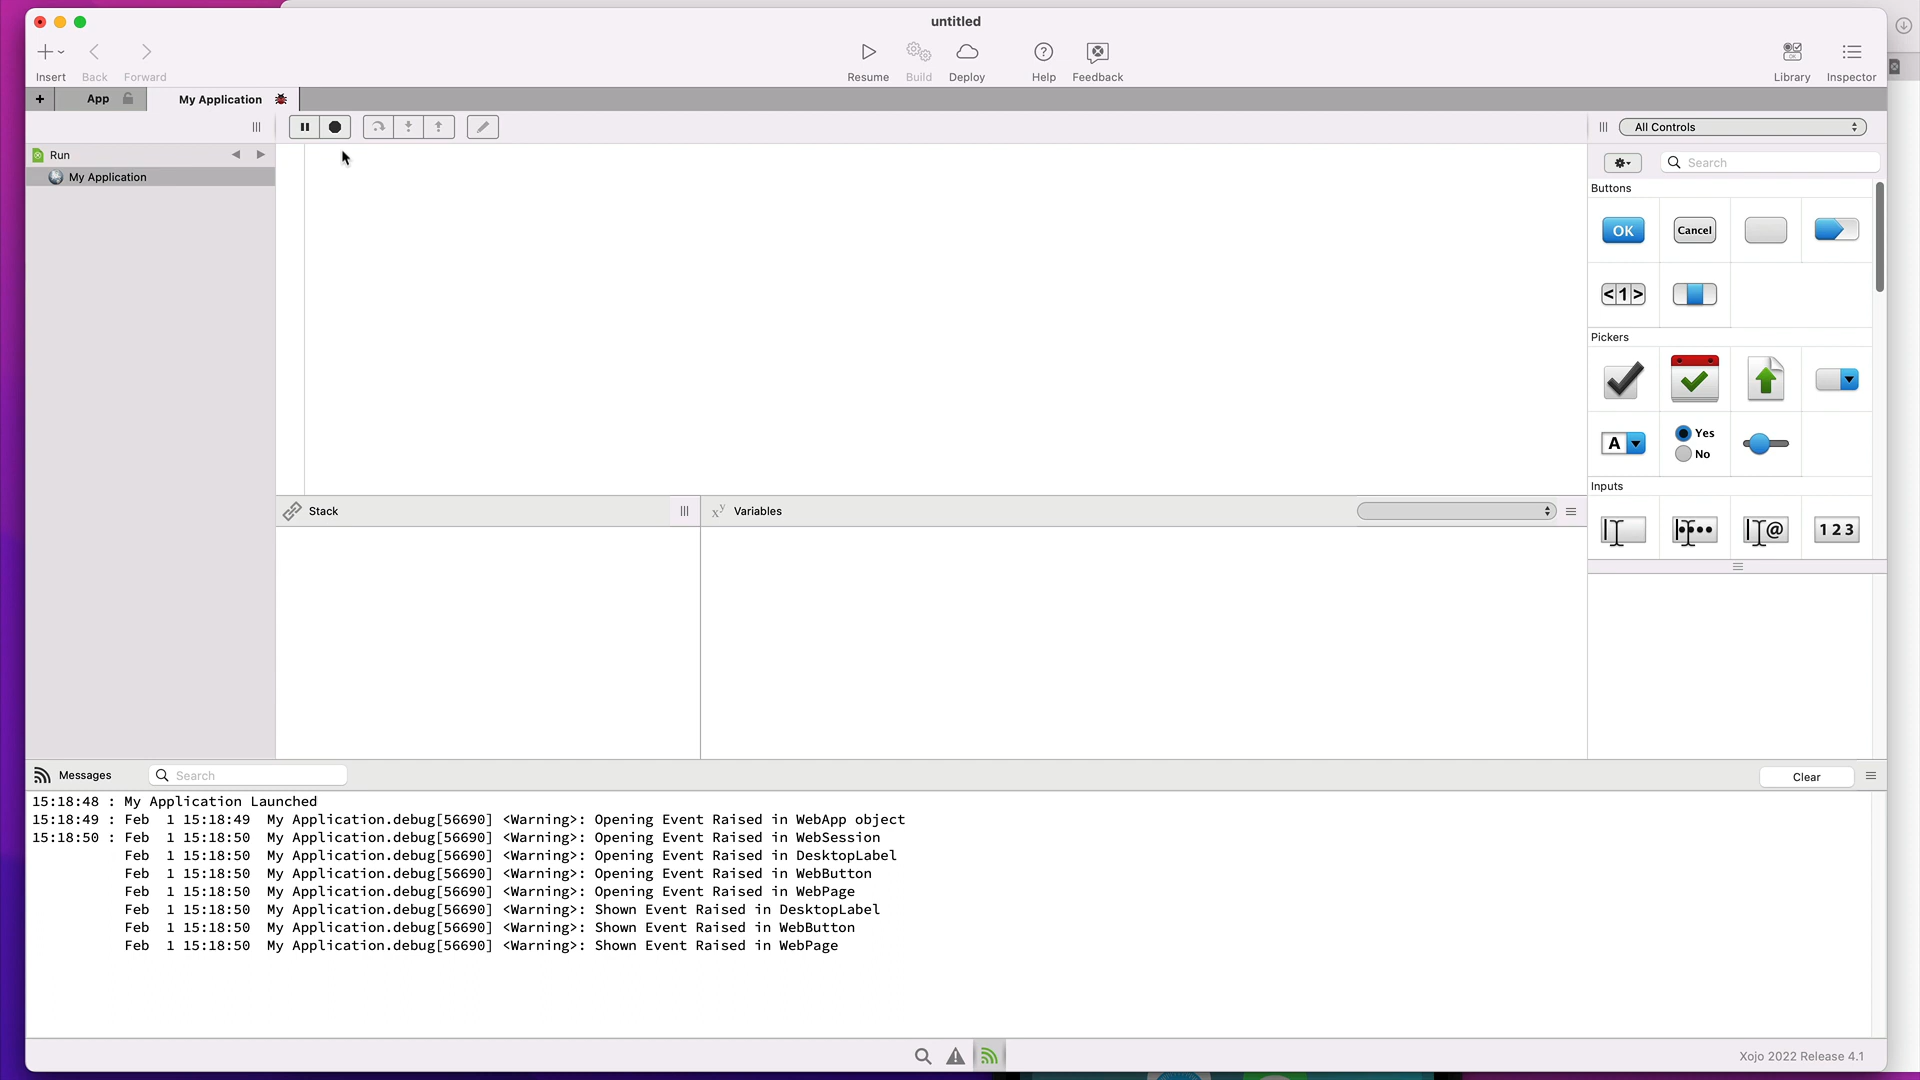 untitled
Insert Back Forward Resume Build Deploy Help Feedback Library Inspector
+ App My Application
All Controls
Run
Search
My Application
Buttons
OK Cancel
<1>
Pickers
A Yes
No
Inputs
@ 1 2 3
Stack Variables
Messages Search Clear
15:18:48 : My Application Launched
15:18:49 : Feb  1 15:18:49  My Application.debug[56690] <Warning>: Opening Event Raised in WebApp object
15:18:50 : Feb  1 15:18:50  My Application.debug[56690] <Warning>: Opening Event Raised in WebSession
Feb  1 15:18:50  My Application.debug[56690] <Warning>: Opening Event Raised in DesktopLabel
Feb  1 15:18:50  My Application.debug[56690] <Warning>: Opening Event Raised in WebButton
Feb  1 15:18:50  My Application.debug[56690] <Warning>: Opening Event Raised in WebPage
Feb  1 15:18:50  My Application.debug[56690] <Warning>: Shown Event Raised in DesktopLabel
Feb  1 15:18:50  My Application.debug[56690] <Warning>: Shown Event Raised in WebButton
Feb  1 15:18:50  My Application.debug[56690] <Warning>: Shown Event Raised in WebPage
Xojo 2022 Release 4.1